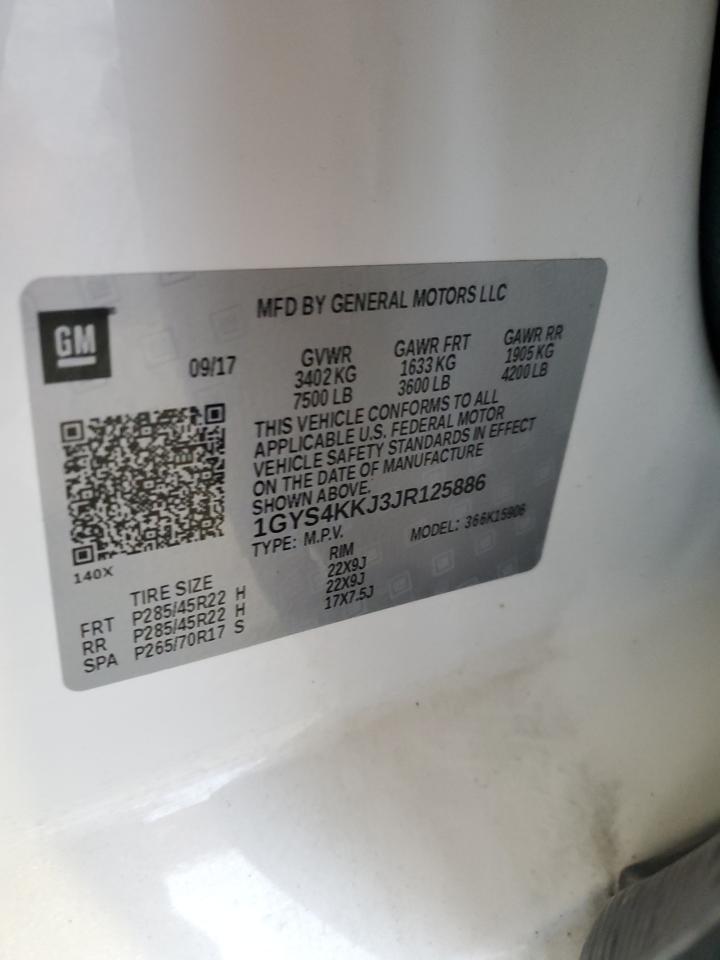 GM
MFD BY GENERAL MOTORS LLC
09/17
GVWR
3402 KG
7500 LB
GAWR FRT
1633 KG
3600 LB
GAWR RR
1905 KG
4200 LB
THIS VEHICLE CONFORMS TO ALL
APPLICABLE U.S. FEDERAL MOTOR
VEHICLE SAFETY STANDARDS IN EFFECT
ON THE DATE OF MANUFACTURE
SHOWN ABOVE.
1GYS4KKJ3JR125886
TYPE: M.P.V.
MODEL: 366K15906
140X
TIRE SIZE
RIM
FRT P285/45R22 H 22X9J
RR P285/45R22 H 22X9J
SPA P265/70R17 S 17X7.5J